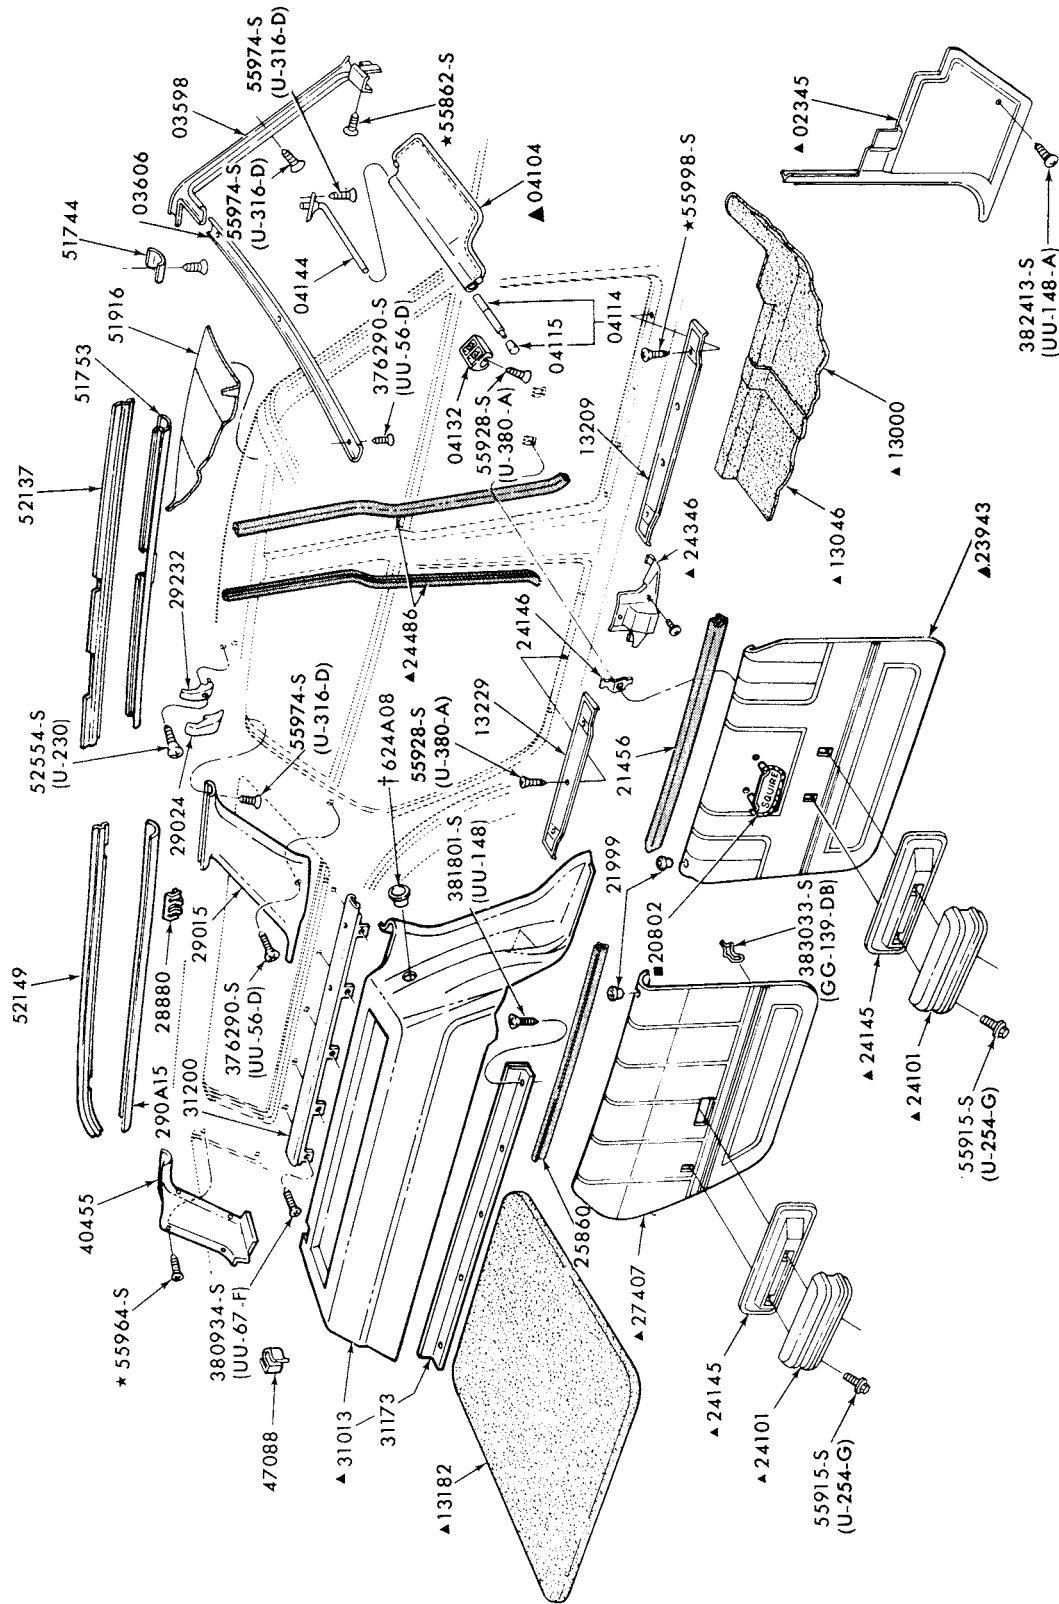 52149
290A15
28880
40455
★ 55964-S
31200
380934-S
(UU-67-F)
47088
▲ 31013
31173
▲13182
29015
376290-S
(UU-56-D)
52554-S
(U-230)
29024
29232
52137
51753
51916
51744
03606
03598
55974-S
(U-316-D)
55974-S
(U-316-D)
★55862-S
04144
▲04104
376290-S
(UU-56-D)
04132
55928-S
(U-380-A)
04115
04114
★55998-S
13209
▲ 24346
▲24486
24146
55974-S
(U-316-D)
†624A08
55928-S
(U-380-A)
13229
381801-S
(UU-148)
21456
21999
■20802
SQUIRE
383033-S
(GG-139-DB)
25860
▲27407
▲ 24145
▲24101
55915-S
(U-254-G)
▲24145
▲24101
55915-S
(U-254-G)
▲23943
▲13046
▲13000
▲02345
382413-S
(UU-148-A)